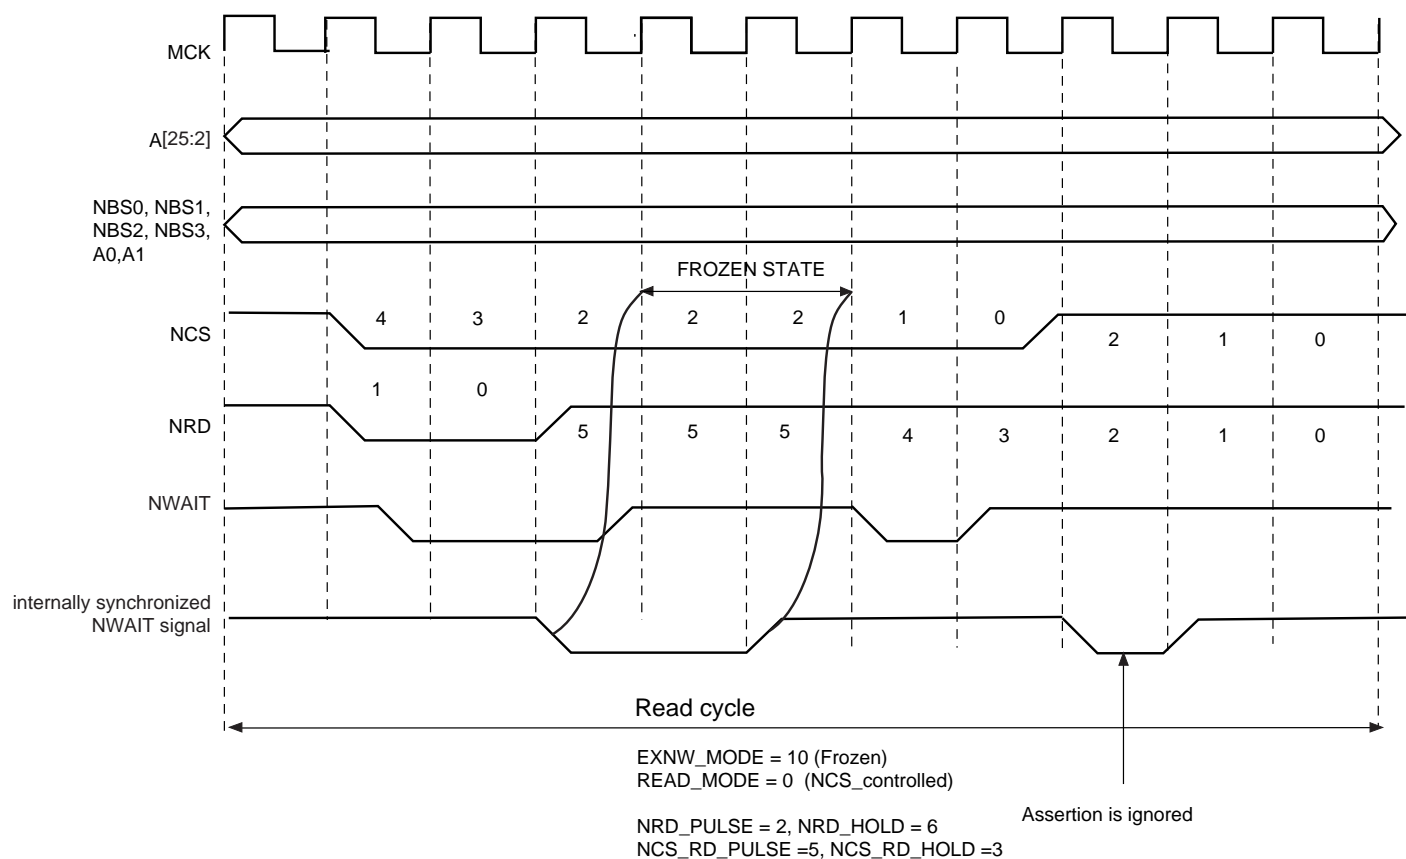 MCK
A[25:2]
NBS0, NBS1,
NBS2, NBS3,
A0,A1
FROZEN STATE
4 3 2 2 2 1 0
NCS
2 1 0
1 0
NRD
5 5 5 4 3 2 1 0
NWAIT
internally synchronized
NWAIT signal
Read cycle
EXNW_MODE = 10 (Frozen)
READ_MODE = 0 (NCS_controlled)
Assertion is ignored
NRD_PULSE = 2, NRD_HOLD = 6
NCS_RD_PULSE =5, NCS_RD_HOLD =3